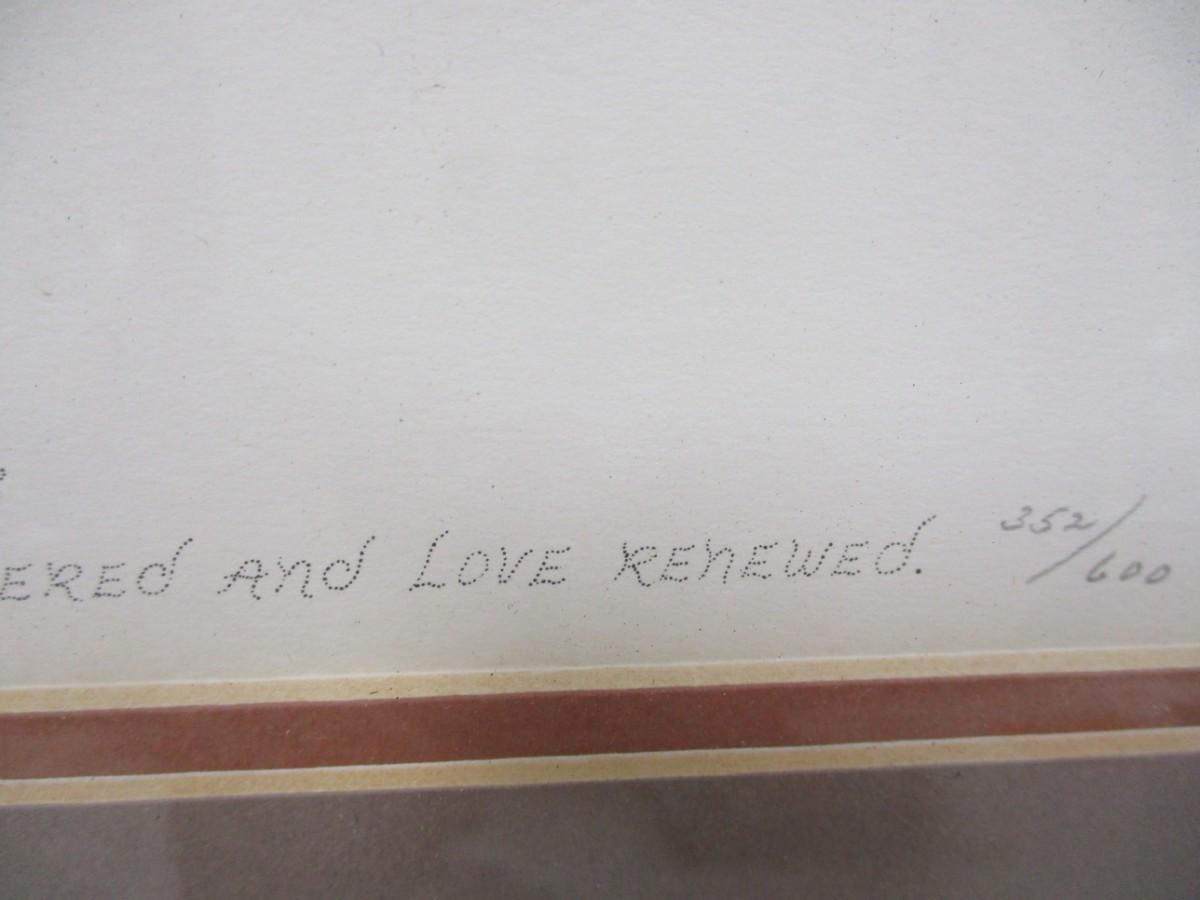 ERED AND LOVE RENEWED. 352/600